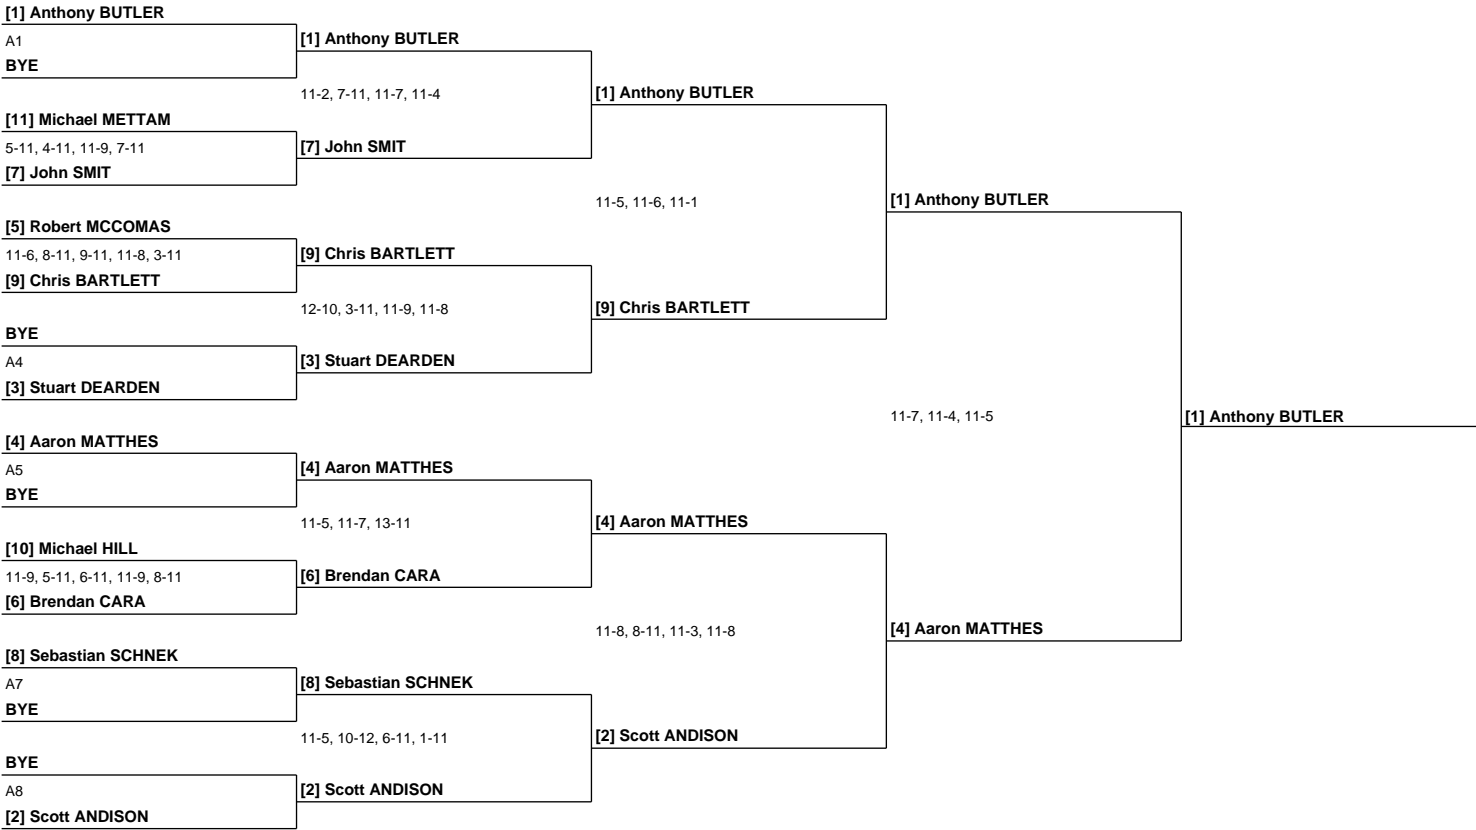 [1] Anthony BUTLER
A1
BYE
[11] Michael METTAM
5-11, 4-11, 11-9, 7-11
[7] John SMIT
[5] Robert MCCOMAS
11-6, 8-11, 9-11, 11-8, 3-11
[9] Chris BARTLETT
BYE
A4
[3] Stuart DEARDEN
[4] Aaron MATTHES
A5
BYE
[10] Michael HILL
11-9, 5-11, 6-11, 11-9, 8-11
[6] Brendan CARA
[8] Sebastian SCHNEK
A7
BYE
BYE
A8
[2] Scott ANDISON
[1] Anthony BUTLER
11-2, 7-11, 11-7, 11-4
[7] John SMIT
[9] Chris BARTLETT
12-10, 3-11, 11-9, 11-8
[3] Stuart DEARDEN
[4] Aaron MATTHES
11-5, 11-7, 13-11
[6] Brendan CARA
[8] Sebastian SCHNEK
11-5, 10-12, 6-11, 1-11
[2] Scott ANDISON
[1] Anthony BUTLER
11-5, 11-6, 11-1
[9] Chris BARTLETT
[4] Aaron MATTHES
11-8, 8-11, 11-3, 11-8
[2] Scott ANDISON
[1] Anthony BUTLER
11-7, 11-4, 11-5
[4] Aaron MATTHES
[1] Anthony BUTLER